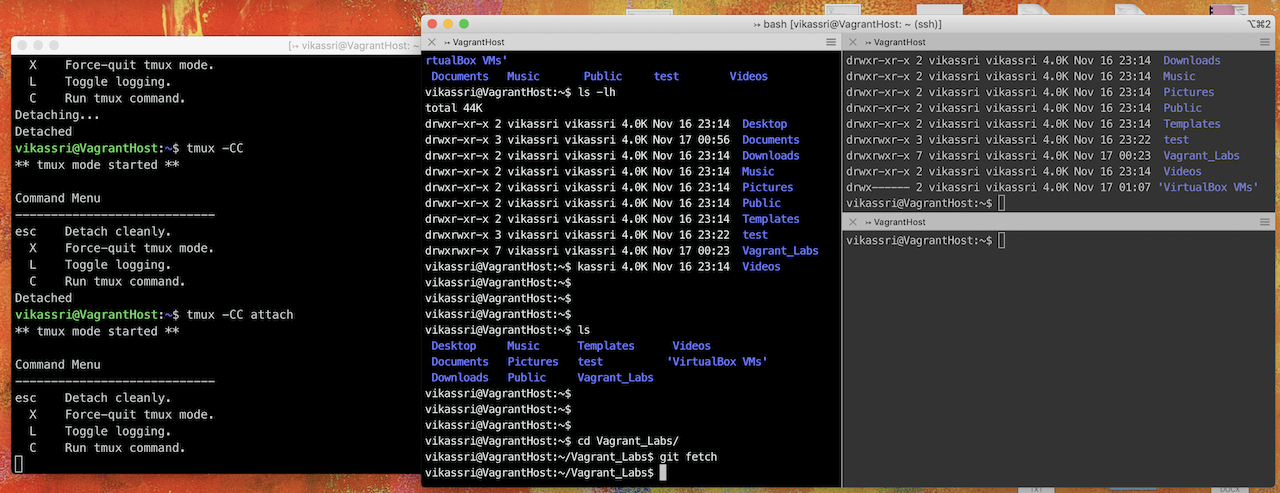 [↣ vikassri@VagrantHost: ~
X    Force-quit tmux mode.
L    Toggle logging.
C    Run tmux command.
Detaching...
Detached
vikassri@VagrantHost:~$ tmux -CC
** tmux mode started **
Command Menu
----------------------------
esc    Detach cleanly.
X    Force-quit tmux mode.
L    Toggle logging.
C    Run tmux command.
Detached
vikassri@VagrantHost:~$ tmux -CC attach
** tmux mode started **
Command Menu
----------------------------
esc    Detach cleanly.
X    Force-quit tmux mode.
L    Toggle logging.
C    Run tmux command.
↣ bash [vikassri@VagrantHost: ~ (ssh)]
⌥⌘2
↣ VagrantHost
rtualBox VMs'
Documents   Music       Public     test        Videos
vikassri@VagrantHost:~$ ls -lh
total 44K
drwxr-xr-x 2 vikassri vikassri 4.0K Nov 16 23:14  Desktop
drwxrwxr-x 3 vikassri vikassri 4.0K Nov 17 00:56  Documents
drwxr-xr-x 2 vikassri vikassri 4.0K Nov 16 23:14  Downloads
drwxr-xr-x 2 vikassri vikassri 4.0K Nov 16 23:14  Music
drwxr-xr-x 2 vikassri vikassri 4.0K Nov 16 23:14  Pictures
drwxr-xr-x 2 vikassri vikassri 4.0K Nov 16 23:14  Public
drwxr-xr-x 2 vikassri vikassri 4.0K Nov 16 23:14  Templates
drwxrwxr-x 3 vikassri vikassri 4.0K Nov 16 23:22  test
drwxrwxr-x 7 vikassri vikassri 4.0K Nov 17 00:23  Vagrant_Labs
vikassri@VagrantHost:~$ kassri 4.0K Nov 16 23:14  Videos
vikassri@VagrantHost:~$
vikassri@VagrantHost:~$
vikassri@VagrantHost:~$
vikassri@VagrantHost:~$ ls
Desktop     Music      Templates      Videos
Documents   Pictures   test          'VirtualBox VMs'
Downloads   Public     Vagrant_Labs
vikassri@VagrantHost:~$
vikassri@VagrantHost:~$
vikassri@VagrantHost:~$
vikassri@VagrantHost:~$ cd Vagrant_Labs/
vikassri@VagrantHost:~/Vagrant_Labs$ git fetch
vikassri@VagrantHost:~/Vagrant_Labs$
↣ VagrantHost
drwxr-xr-x 2 vikassri vikassri 4.0K Nov 16 23:14  Downloads
drwxr-xr-x 2 vikassri vikassri 4.0K Nov 16 23:14  Music
drwxr-xr-x 2 vikassri vikassri 4.0K Nov 16 23:14  Pictures
drwxr-xr-x 2 vikassri vikassri 4.0K Nov 16 23:14  Public
drwxr-xr-x 2 vikassri vikassri 4.0K Nov 16 23:14  Templates
drwxrwxr-x 3 vikassri vikassri 4.0K Nov 16 23:22  test
drwxrwxr-x 7 vikassri vikassri 4.0K Nov 17 00:23  Vagrant_Labs
drwxr-xr-x 2 vikassri vikassri 4.0K Nov 16 23:14  Videos
drwx------ 2 vikassri vikassri 4.0K Nov 17 01:07 'VirtualBox VMs'
vikassri@VagrantHost:~$
↣ VagrantHost
vikassri@VagrantHost:~$
TXT
DOCX